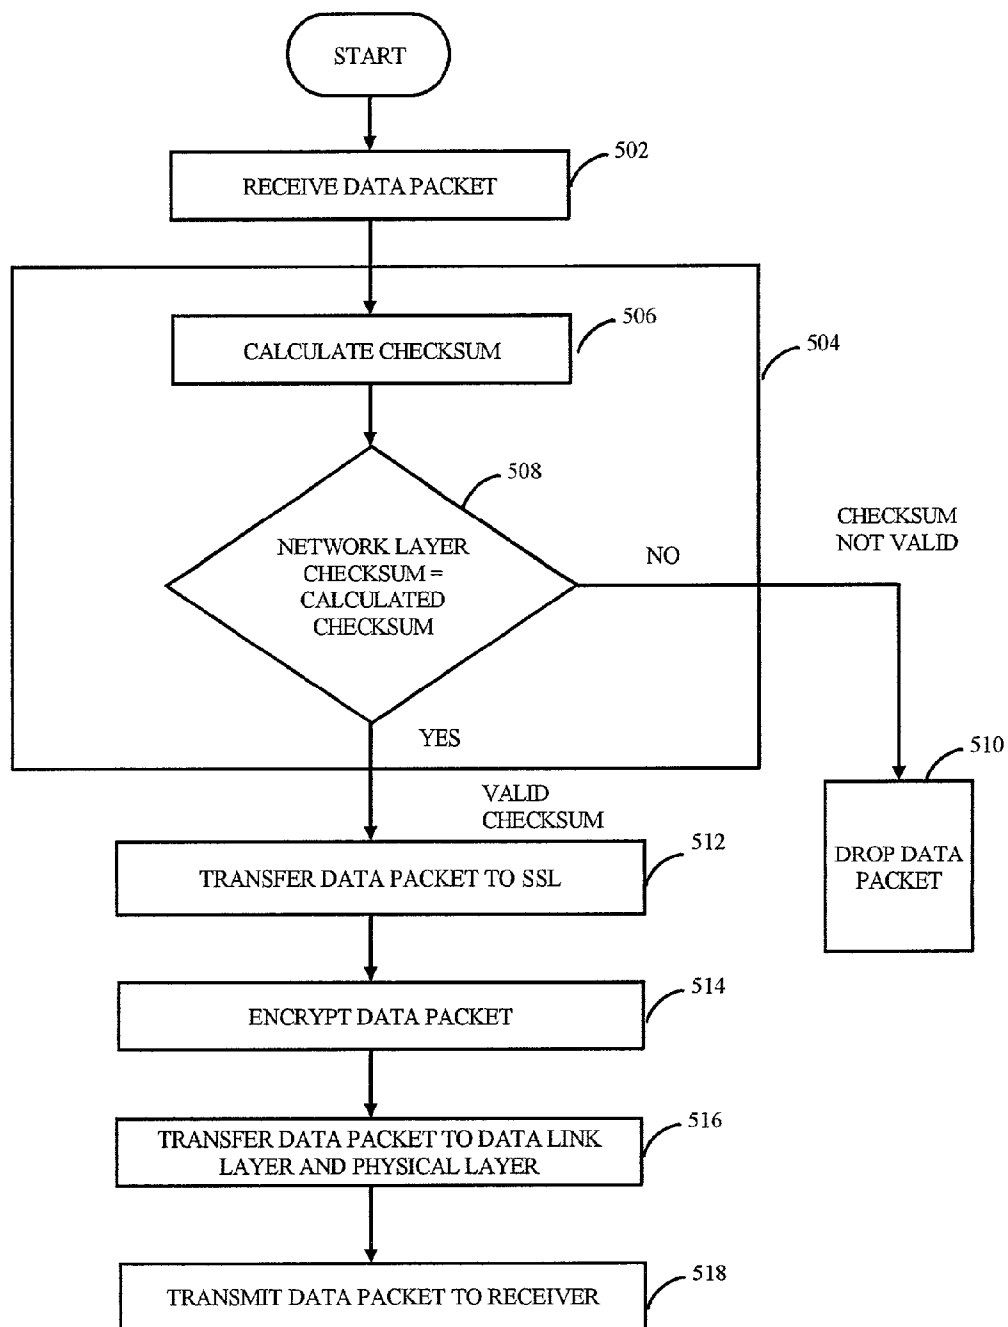 START
502
RECEIVE DATA PACKET
506
CALCULATE CHECKSUM
504
508
NETWORK LAYER
CHECKSUM =
CALCULATED
CHECKSUM
NO
CHECKSUM
NOT VALID
YES
510
VALID
CHECKSUM
DROP DATA
PACKET
512
TRANSFER DATA PACKET TO SSL
514
ENCRYPT DATA PACKET
516
TRANSFER DATA PACKET TO DATA LINK
LAYER AND PHYSICAL LAYER
518
TRANSMIT DATA PACKET TO RECEIVER